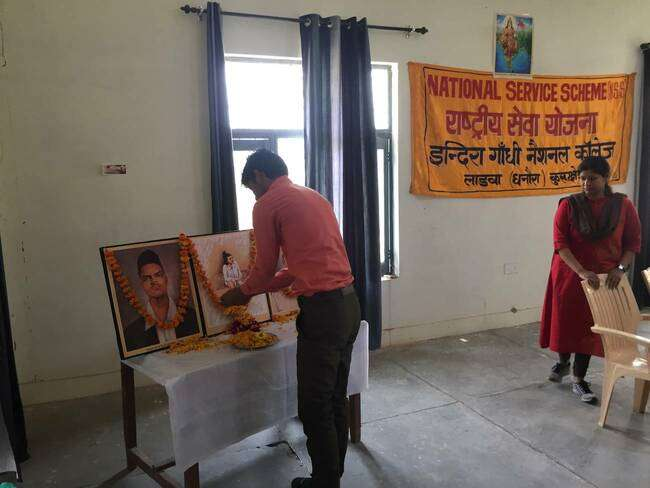 NATIONAL SERVICE SCHEME (N.S.S)
राष्ट्रीय सेवा योजना
इन्दिरा गाँधी नैशनल कॉलेज
लाडवा (धनौरा) कुरुक्षेत्र